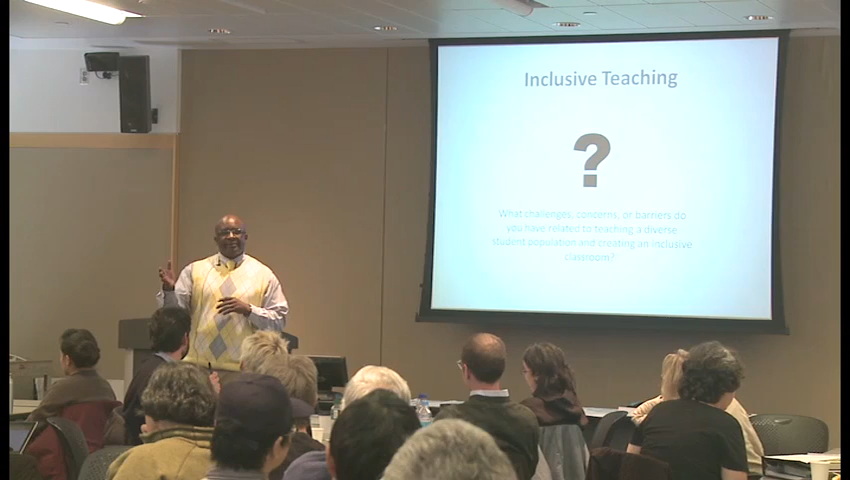 Inclusive Teaching
?
What challenges, concerns, or barriers do
you have related to teaching a diverse
student population and creating an inclusive
classroom?